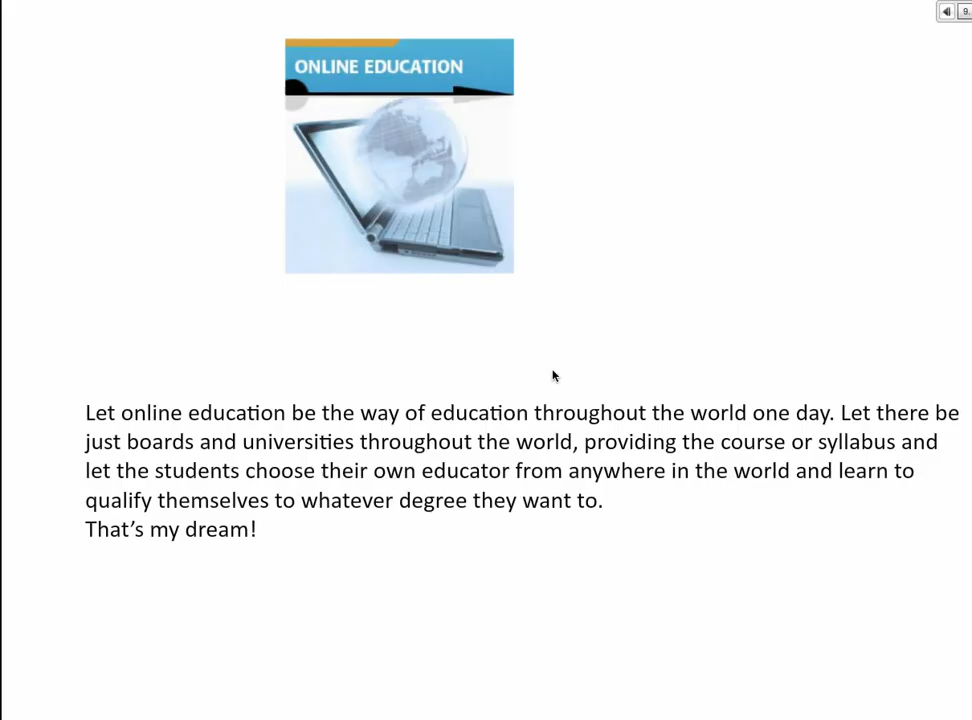 ONLINE EDUCATION
Let online education be the way of education throughout the world one day. Let there be
just boards and universities throughout the world, providing the course or syllabus and
let the students choose their own educator from anywhere in the world and learn to
qualify themselves to whatever degree they want to.
That’s my dream!